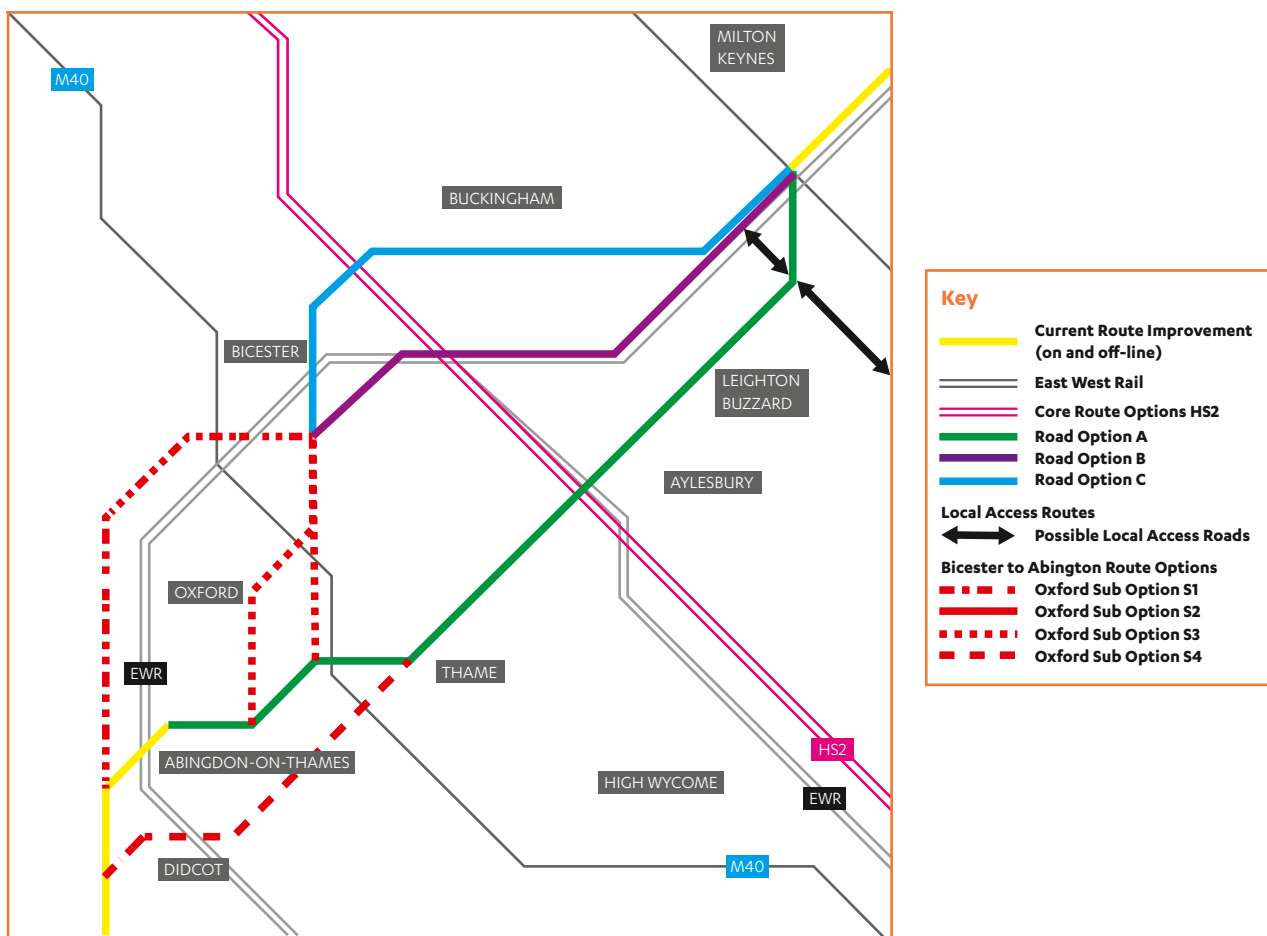 MILTON
KEYNES
M40
BUCKINGHAM
BICESTER
LEIGHTON
BUZZARD
AYLESBURY
OXFORD
EWR
THAME
ABINGDON-ON-THAMES
HS2
HIGH WYCOME
EWR
DIDCOT
M40
Key
Current Route Improvement
(on and off-line)
East West Rail
Core Route Options HS2
Road Option A
Road Option B
Road Option C
Local Access Routes
Possible Local Access Roads
Bicester to Abington Route Options
Oxford Sub Option S1
Oxford Sub Option S2
Oxford Sub Option S3
Oxford Sub Option S4